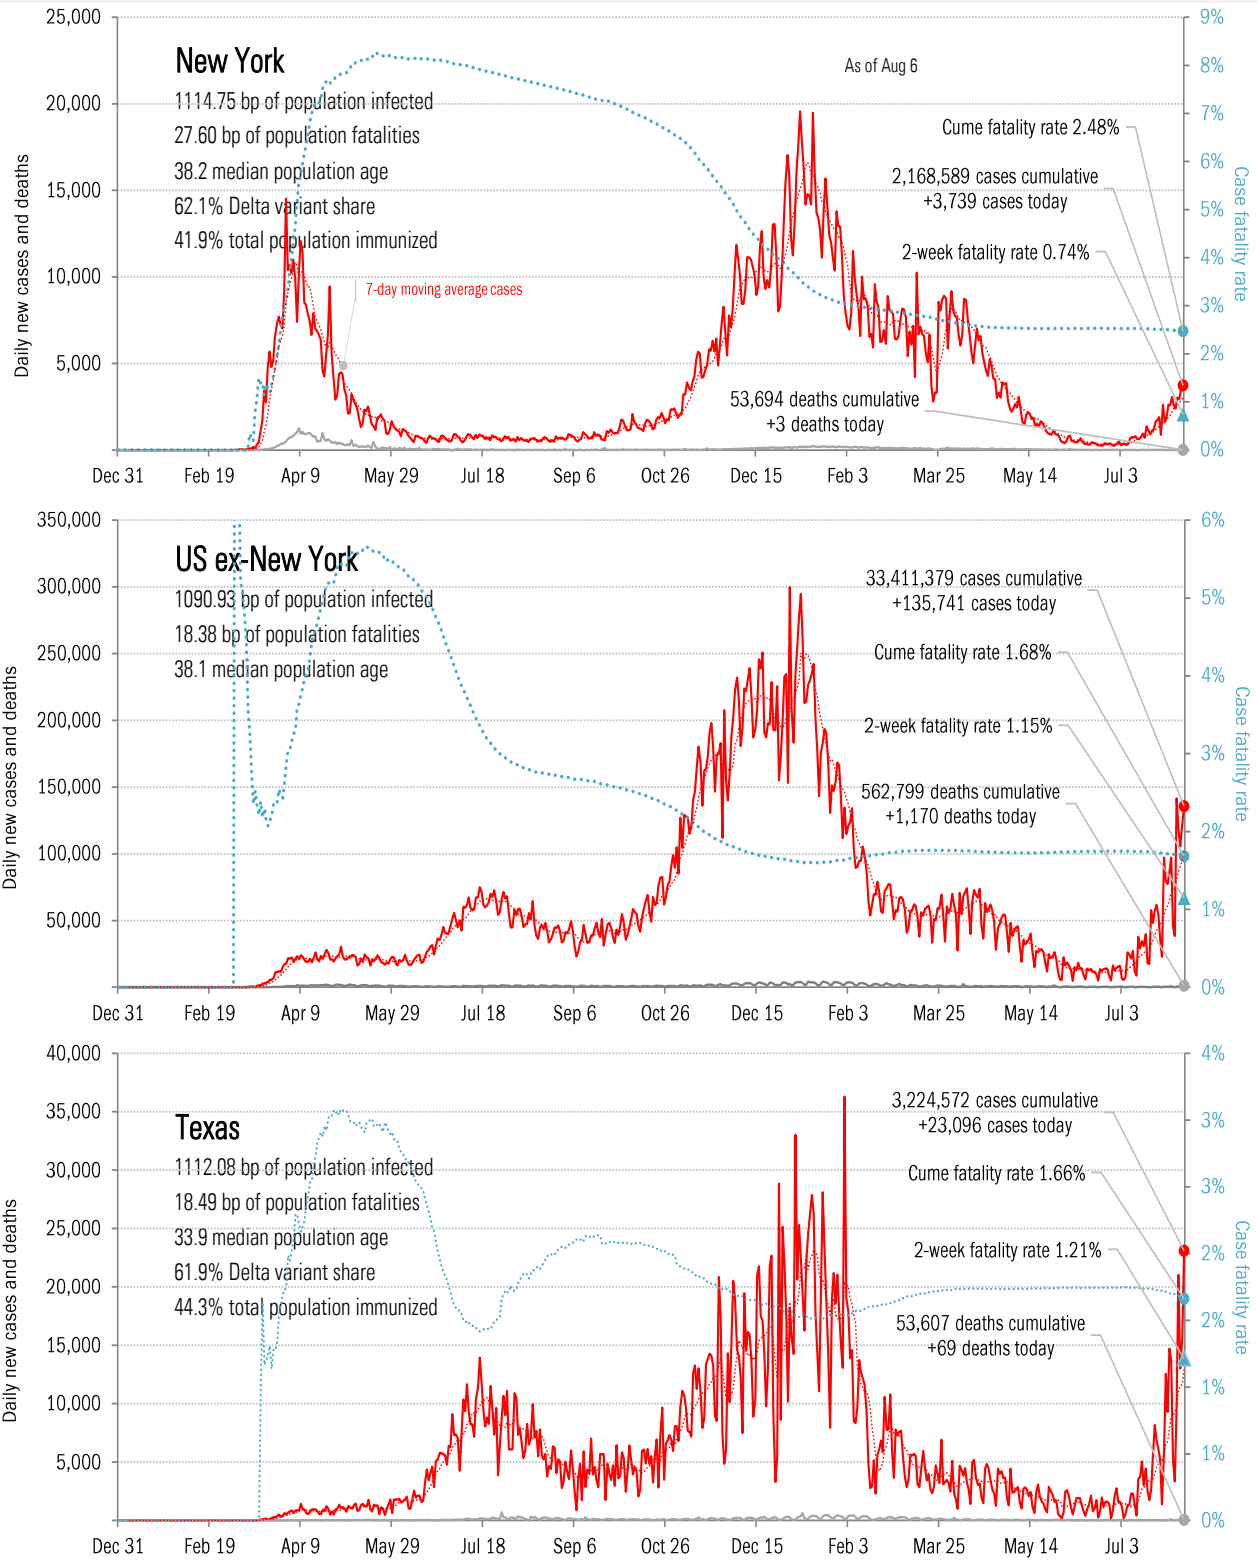 25,000
9%
New York
As of Aug 6
8%
1114.75 bp of population infected
20,000
7%
Cume fatality rate 2.48%
27.60 bp of population fatalities
6%
38.2 median population age
2,168,589 cases cumulative
+3,739 cases today
15,000
62.1% Delta variant share
5%
41.9% total population immunized
2-week fatality rate 0.74%
4%
10,000
7-day moving average cases
3%
5,000
2%
53,694 deaths cumulative
+3 deaths today
1%
0%
Daily new cases and deaths
Case fatality rate
Dec 31 Feb 19 Apr 9 May 29 Jul 18 Sep 6 Oct 26 Dec 15 Feb 3 Mar 25 May 14 Jul 3
350,000
6%
US ex-New York
33,411,379 cases cumulative
+135,741 cases today
300,000
1090.93 bp of population infected
5%
18.38 bp of population fatalities
250,000
Cume fatality rate 1.68%
38.1 median population age
4%
200,000
2-week fatality rate 1.15%
3%
150,000
562,799 deaths cumulative
+1,170 deaths today
2%
100,000
50,000
1%
0%
Daily new cases and deaths
Case fatality rate
Dec 31 Feb 19 Apr 9 May 29 Jul 18 Sep 6 Oct 26 Dec 15 Feb 3 Mar 25 May 14 Jul 3
40,000
4%
35,000
Texas
3,224,572 cases cumulative
+23,096 cases today
3%
30,000
1112.08 bp of population infected
Cume fatality rate 1.66%
3%
18.49 bp of population fatalities
25,000
33.9 median population age
2-week fatality rate 1.21%
2%
61.9% Delta variant share
20,000
44.3% total population immunized
2%
53,607 deaths cumulative
+69 deaths today
15,000
1%
10,000
1%
5,000
0%
Daily new cases and deaths
Case fatality rate
Dec 31 Feb 19 Apr 9 May 29 Jul 18 Sep 6 Oct 26 Dec 15 Feb 3 Mar 25 May 14 Jul 3